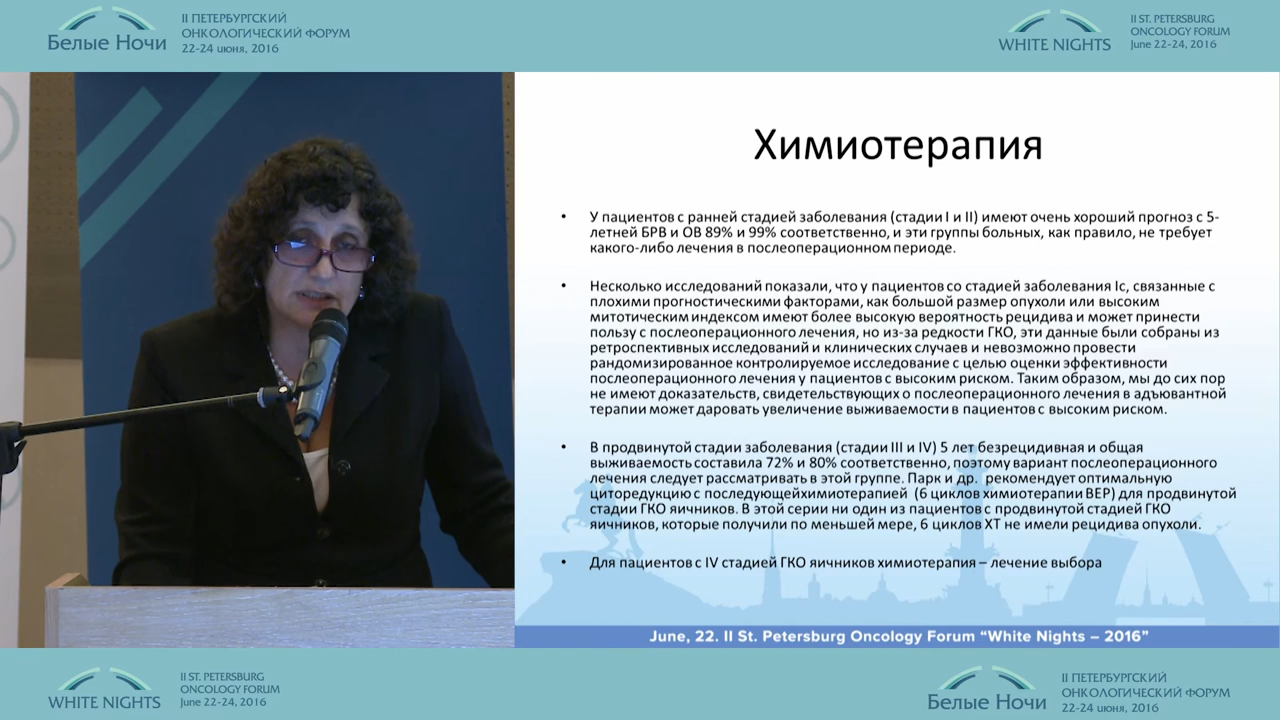 Белые Ночи
II ПЕТЕРБУРГСКИЙ
ОНКОЛОГИЧЕСКИЙ ФОРУМ
22-24 июня, 2016
WHITE NIGHTS
II ST. PETERSBURG
ONCOLOGY FORUM
June 22-24, 2016
Химиотерапия
• У пациентов с ранней стадией заболевания (стадии I и II) имеют очень хороший прогноз с 5-
летней БРВ и ОВ 89% и 99% соответственно, и эти группы больных, как правило, не требует
какого-либо лечения в послеоперационном периоде.
• Несколько исследований показали, что у пациентов со стадией заболевания Ic, связанные с
плохими прогностическими факторами, как большой размер опухоли или высоким
митотическим индексом имеют более высокую вероятность рецидива и может принести
пользу с послеоперационного лечения, но из-за редкости ГКО, эти данные были собраны из
ретроспективных исследований и клинических случаев и невозможно провести
рандомизированное контролируемое исследование с целью оценки эффективности
послеоперационного лечения у пациентов с высоким риском. Таким образом, мы до сих пор
не имеют доказательств, свидетельствующих о послеоперационного лечения в адъювантной
терапии может даровать увеличение выживаемости в пациентов с высоким риском.
• В продвинутой стадии заболевания (стадии III и IV) 5 лет безрецидивная и общая
выживаемость составила 72% и 80% соответственно, поэтому вариант послеоперационного
лечения следует рассматривать в этой группе. Парк и др. рекомендует оптимальную
циторедукцию с последующейхимиотерапией (6 циклов химиотерапии BEP) для продвинутой
стадии ГКО яичников. В этой серии ни один из пациентов с продвинутой стадией ГКО
яичников, которые получили по меньшей мере, 6 циклов ХТ не имели рецидива опухоли.
• Для пациентов с IV стадией ГКО яичников химиотерапия – лечение выбора
June, 22. II St. Petersburg Oncology Forum “White Nights – 2016”
WHITE NIGHTS
II ST. PETERSBURG
ONCOLOGY FORUM
June 22-24, 2016
Белые Ночи
II ПЕТЕРБУРГСКИЙ
ОНКОЛОГИЧЕСКИЙ ФОРУМ
22-24 июня, 2016